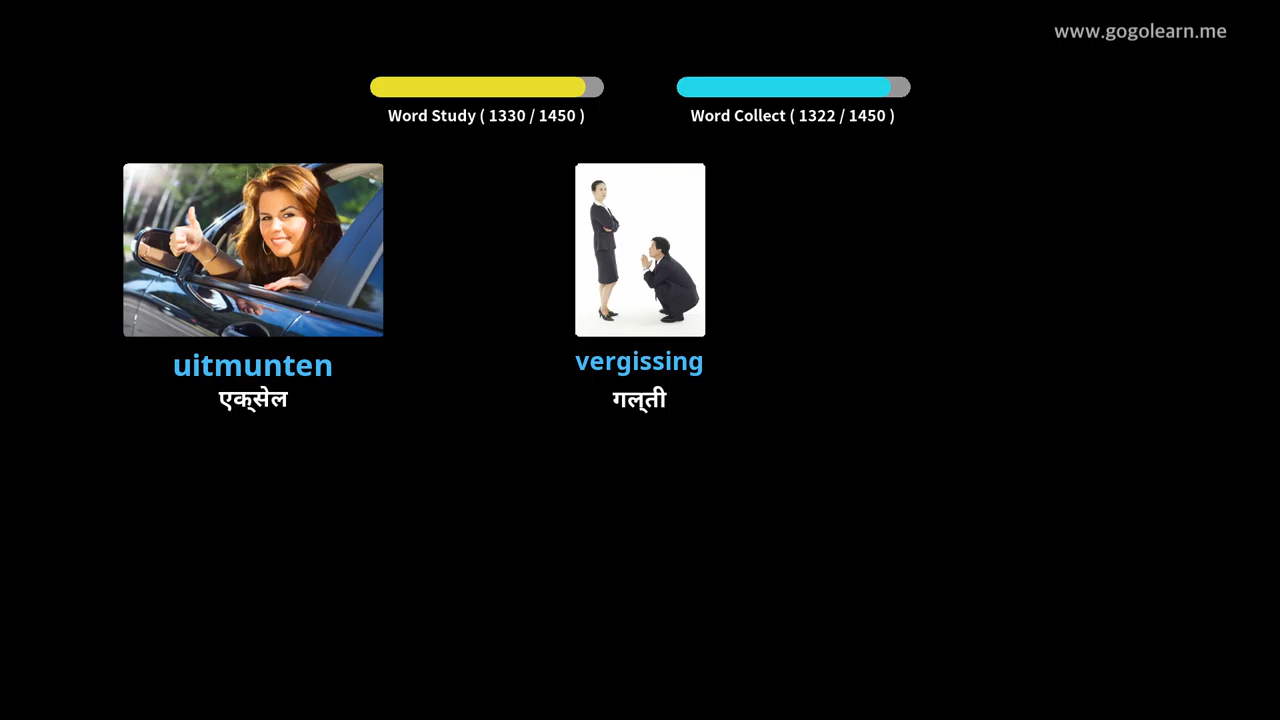 www.gogolearn.me
Word Study ( 1330 / 1450 )
Word Collect ( 1322 / 1450 )
uitmunten
एक्सेल
vergissing
गल्ती